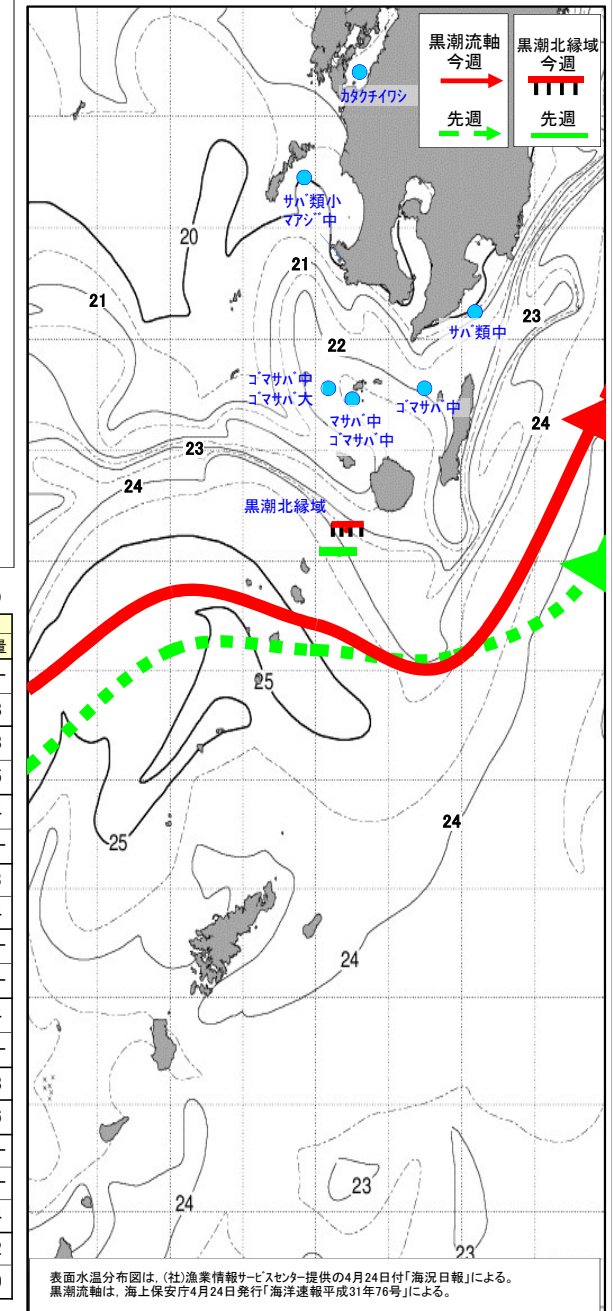 黒潮流軸
今週
先週
黒潮北縁域
今週
先週
カタクチイワシ
サバ類小
マアジ中
20
21
21
22
サバ類中
23
ゴマサバ中
ゴマサバ大
マサバ中
ゴマサバ中
ゴマサバ中
24
23
24
黒潮北縁域
25
25
24
24
24
23
23
量
表面水温分布図は，(社)漁業情報サービスセンター提供の4月24日付「海況日報」による。
黒潮流軸は，海上保安庁4月24日発行「海洋速報平成31年76号」による。